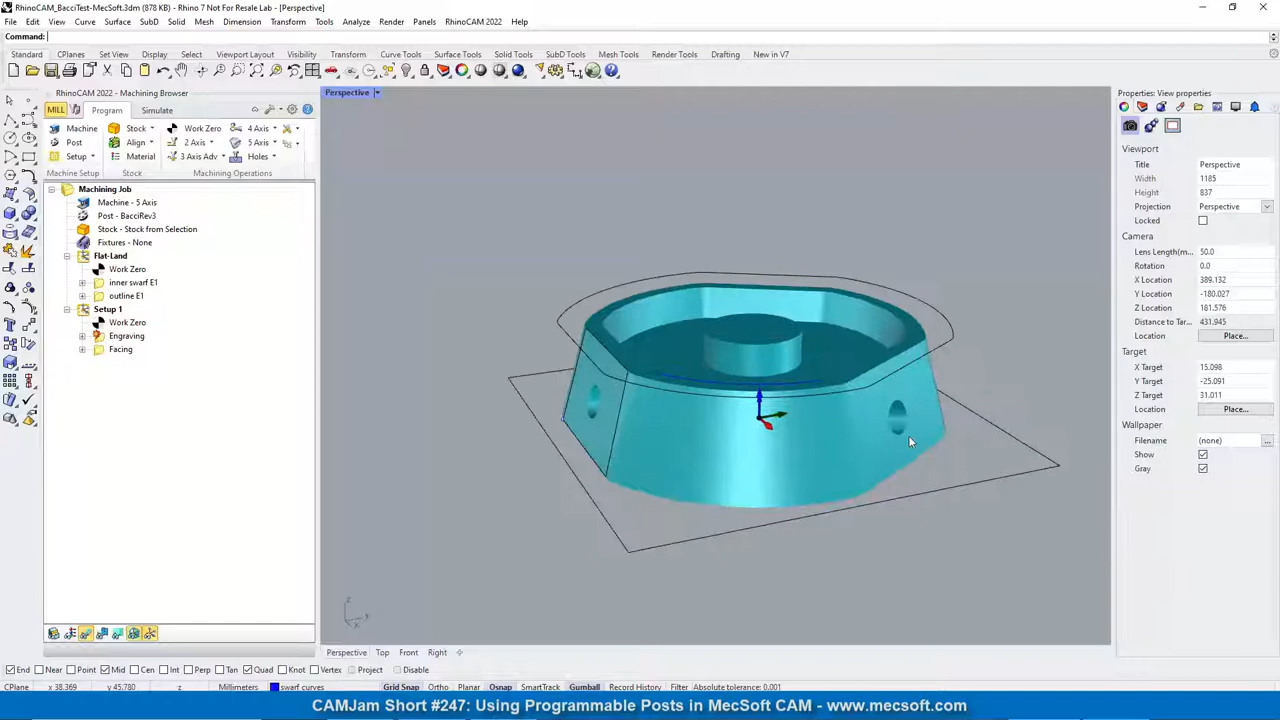 RhinoCAM_BacciTest-MecSoft.3dm (878 KB) - Rhino 7 Not For Resale Lab - [Perspective]
File Edit View Curve Surface SubD Solid Mesh Dimension Transform Tools Analyze Render Panels RhinoCAM 2022 Help
Command:
Standard CPlanes Set View Display Select Viewport Layout Visibility Transform Curve Tools Surface Tools Solid Tools SubD Tools Mesh Tools Render Tools Drafting New in V7
RhinoCAM 2022 - Machining Browser
MILL Program Simulate
Machine Stock Work Zero 4 Axis
Post Align 2 Axis 5 Axis
Setup Material 3 Axis Adv Holes
Machine Setup Stock Machining Operations
Machining Job
Machine - 5 Axis
Post - BacciRev3
Stock - Stock from Selection
Fixtures - None
Flat-Land
Work Zero
inner swarf E1
outline E1
Setup 1
Work Zero
Engraving
Facing
Perspective
z
y
x
Perspective Top Front Right
Properties: View properties
Viewport
Title Perspective
Width 1185
Height 837
Projection Perspective
Locked
Camera
Lens Length(m... 50.0
Rotation 0.0
X Location 389.132
Y Location -180.027
Z Location 181.576
Distance to Tar... 431.945
Location Place...
Target
X Target 15.098
Y Target -25.091
Z Target 31.011
Location Place...
Wallpaper
Filename (none) ...
Show
Gray
End Near Point Mid Cen Int Perp Tan Quad Knot Vertex Project Disable
CPlane x 38.369 y 45.780 z Millimeters swarf curves Grid Snap Ortho Planar Osnap SmartTrack Gumball Record History Filter Absolute tolerance: 0.001
CAMJam Short #247: Using Programmable Posts in MecSoft CAM - www.mecsoft.com